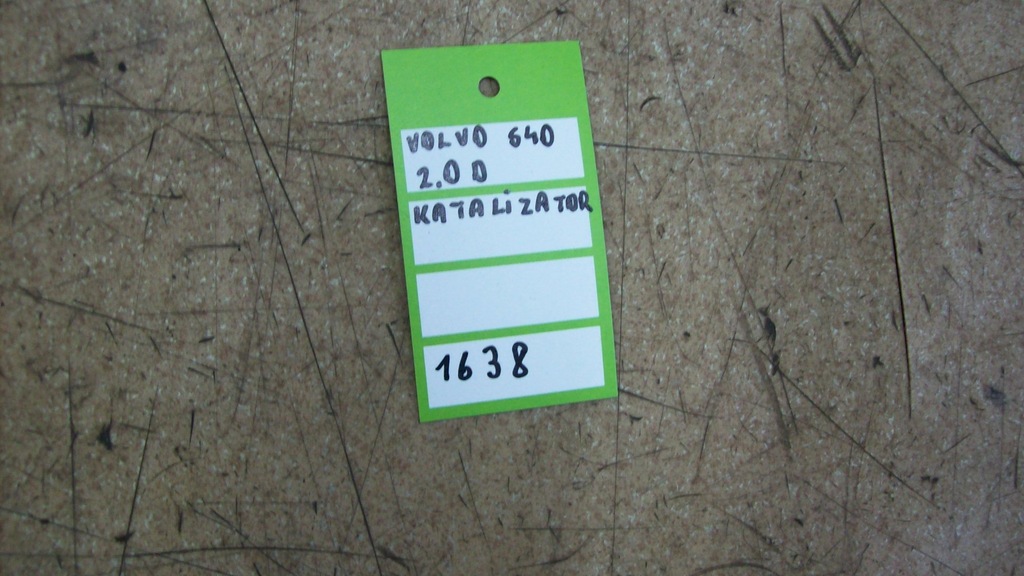 VOLVO 640
2.0 D
KATALiZATOR
1638